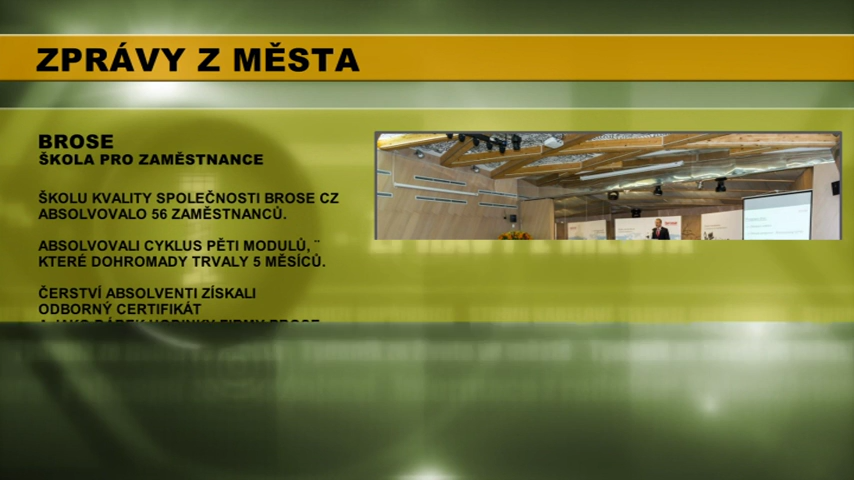 ZPRÁVY Z MĚSTA
BROSE
ŠKOLA PRO ZAMĚSTNANCE
ŠKOLU KVALITY SPOLEČNOSTI BROSE CZ
ABSOLVOVALO 56 ZAMĚSTNANCŮ.
ABSOLVOVALI CYKLUS PĚTI MODULŮ, ¨
KTERÉ DOHROMADY TRVALY 5 MĚSÍCŮ.
ČERSTVÍ ABSOLVENTI ZÍSKALI
ODBORNÝ CERTIFIKÁT